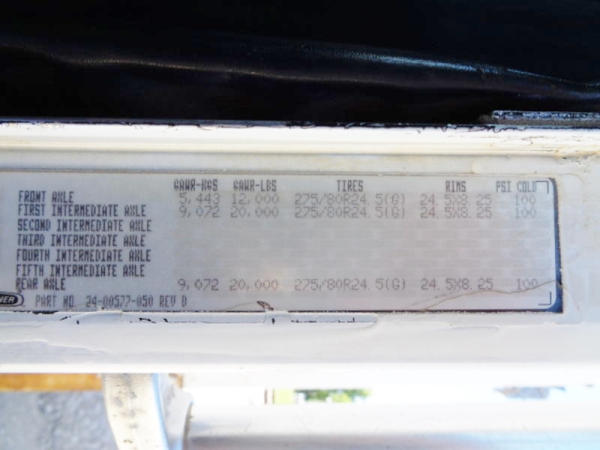 GAWR-KGS GAWR-LBS TIRES RIMS PSI COLD
FRONT AXLE 5,443 12,000 275/80R24.5(G) 24.5X8.25 100
FIRST INTERMEDIATE AXLE 9,072 20,000 275/80R24.5(G) 24.5X8.25 100
SECOND INTERMEDIATE AXLE
THIRD INTERMEDIATE AXLE
FOURTH INTERMEDIATE AXLE
FIFTH INTERMEDIATE AXLE
REAR AXLE 9,072 20,000 275/80R24.5(G) 24.5X8.25 100
PART NO. 24-00577-050 REV D